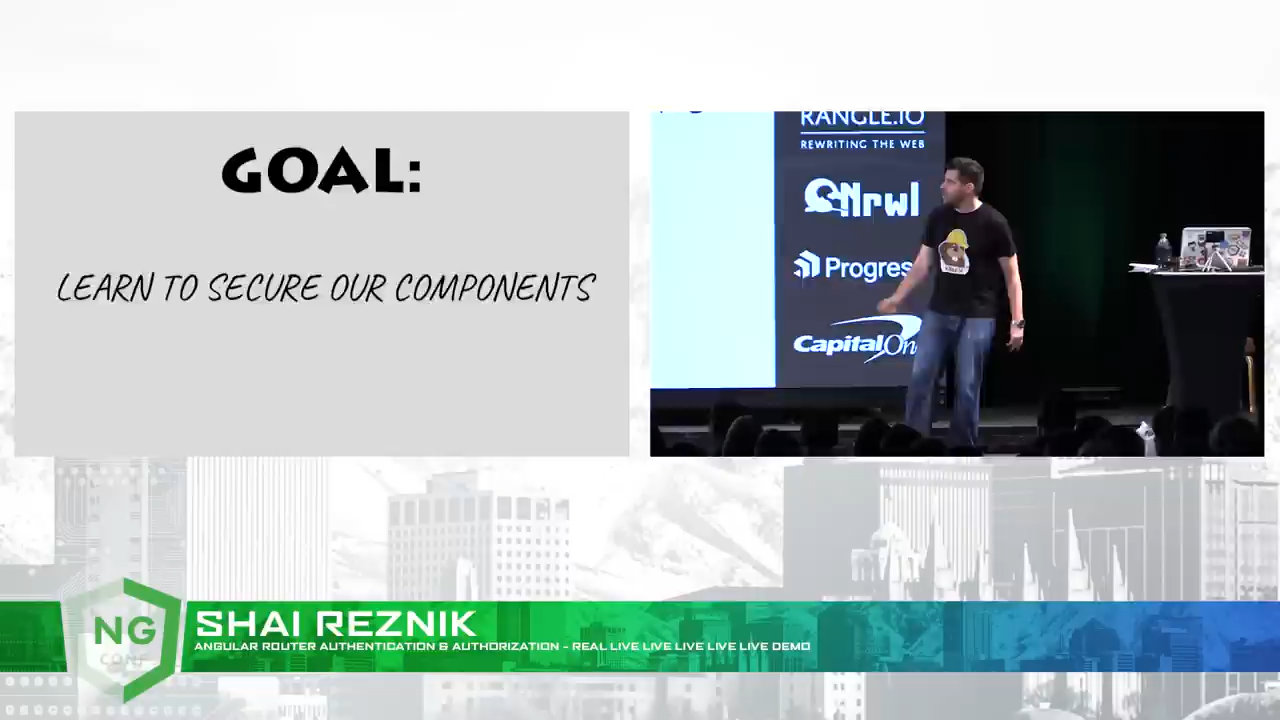 GOAL:
LEARN TO SECURE OUR COMPONENTS
RANGLE.IO
REWRITING THE WEB
Nrwl
Progres
CapitalOn
NG
CONF
SHAI REZNIK
ANGULAR ROUTER AUTHENTICATION & AUTHORIZATION - REAL LIVE LIVE LIVE LIVE LIVE DEMO